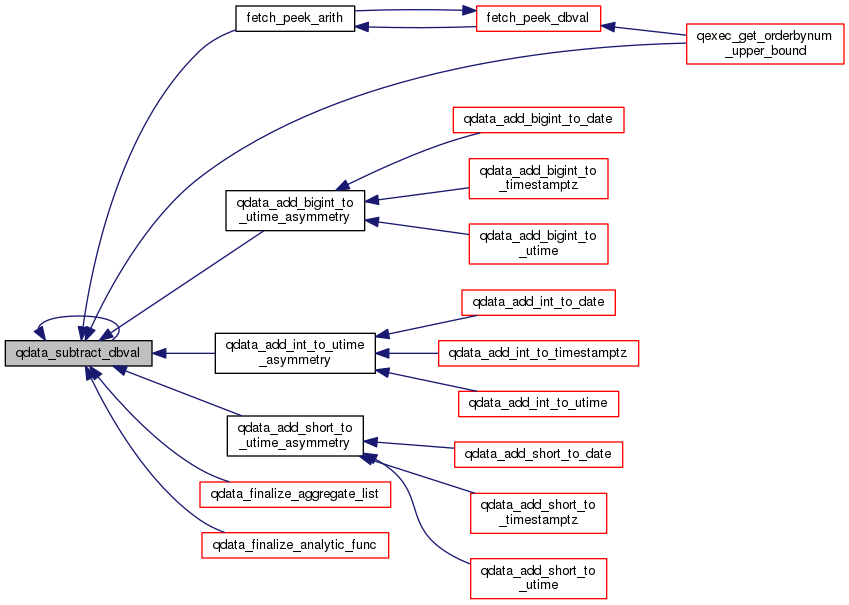 fetch_peek_arith
fetch_peek_dbval
qexec_get_orderbynum
_upper_bound
qdata_add_bigint_to_date
qdata_add_bigint_to
_timestamptz
qdata_add_bigint_to
_utime_asymmetry
qdata_add_bigint_to
_utime
qdata_add_int_to_date
qdata_subtract_dbval
qdata_add_int_to_utime
_asymmetry
qdata_add_int_to_timestamptz
qdata_add_int_to_utime
qdata_add_short_to
_utime_asymmetry
qdata_add_short_to_date
qdata_finalize_aggregate_list
qdata_add_short_to
_timestamptz
qdata_finalize_analytic_func
qdata_add_short_to
_utime